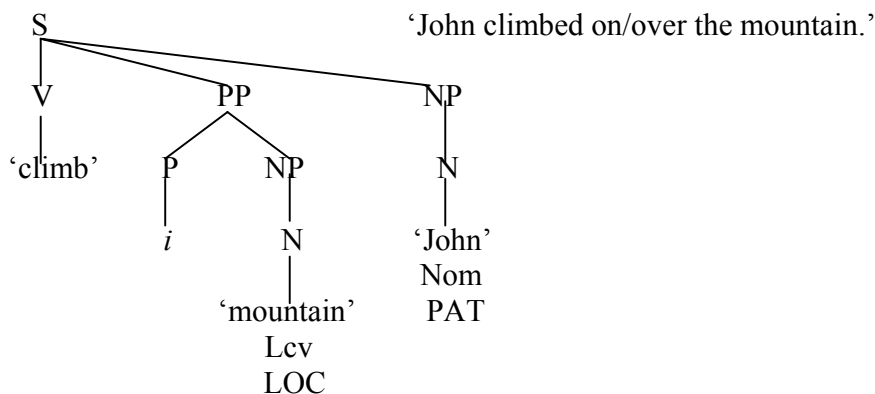 S ‘John climbed on/over the mountain.’
V PP NP
‘climb’ P NP N
i N ‘John’
Nom
‘mountain’ PAT
Lcv
LOC